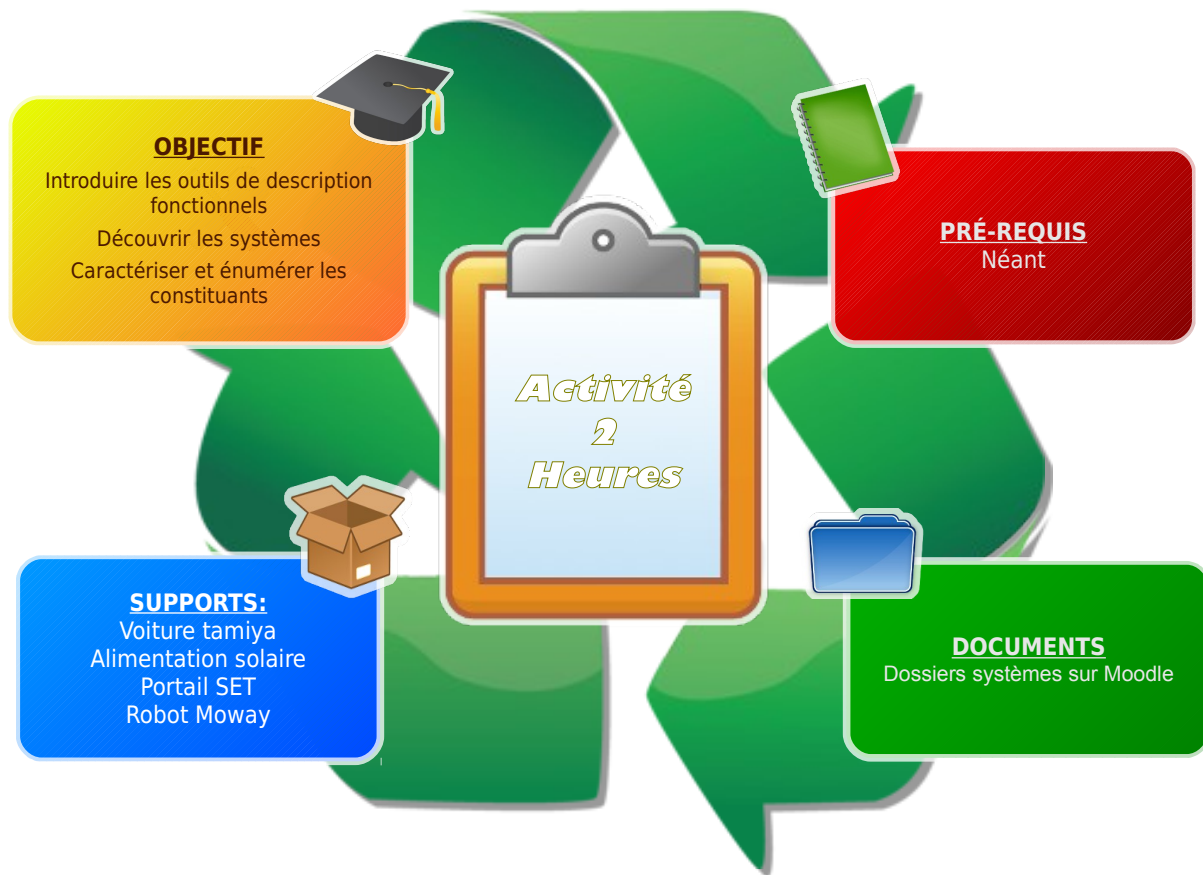 OBJECTIF
Introduire les outils de description
fonctionnels
Découvrir les systèmes
Caractériser et énumérer les
constituants
PRÉ-REQUIS
Néant
Activité
2
Heures
SUPPORTS:
Voiture tamiya
Alimentation solaire
Portail SET
Robot Moway
DOCUMENTS
Dossiers systèmes sur Moodle